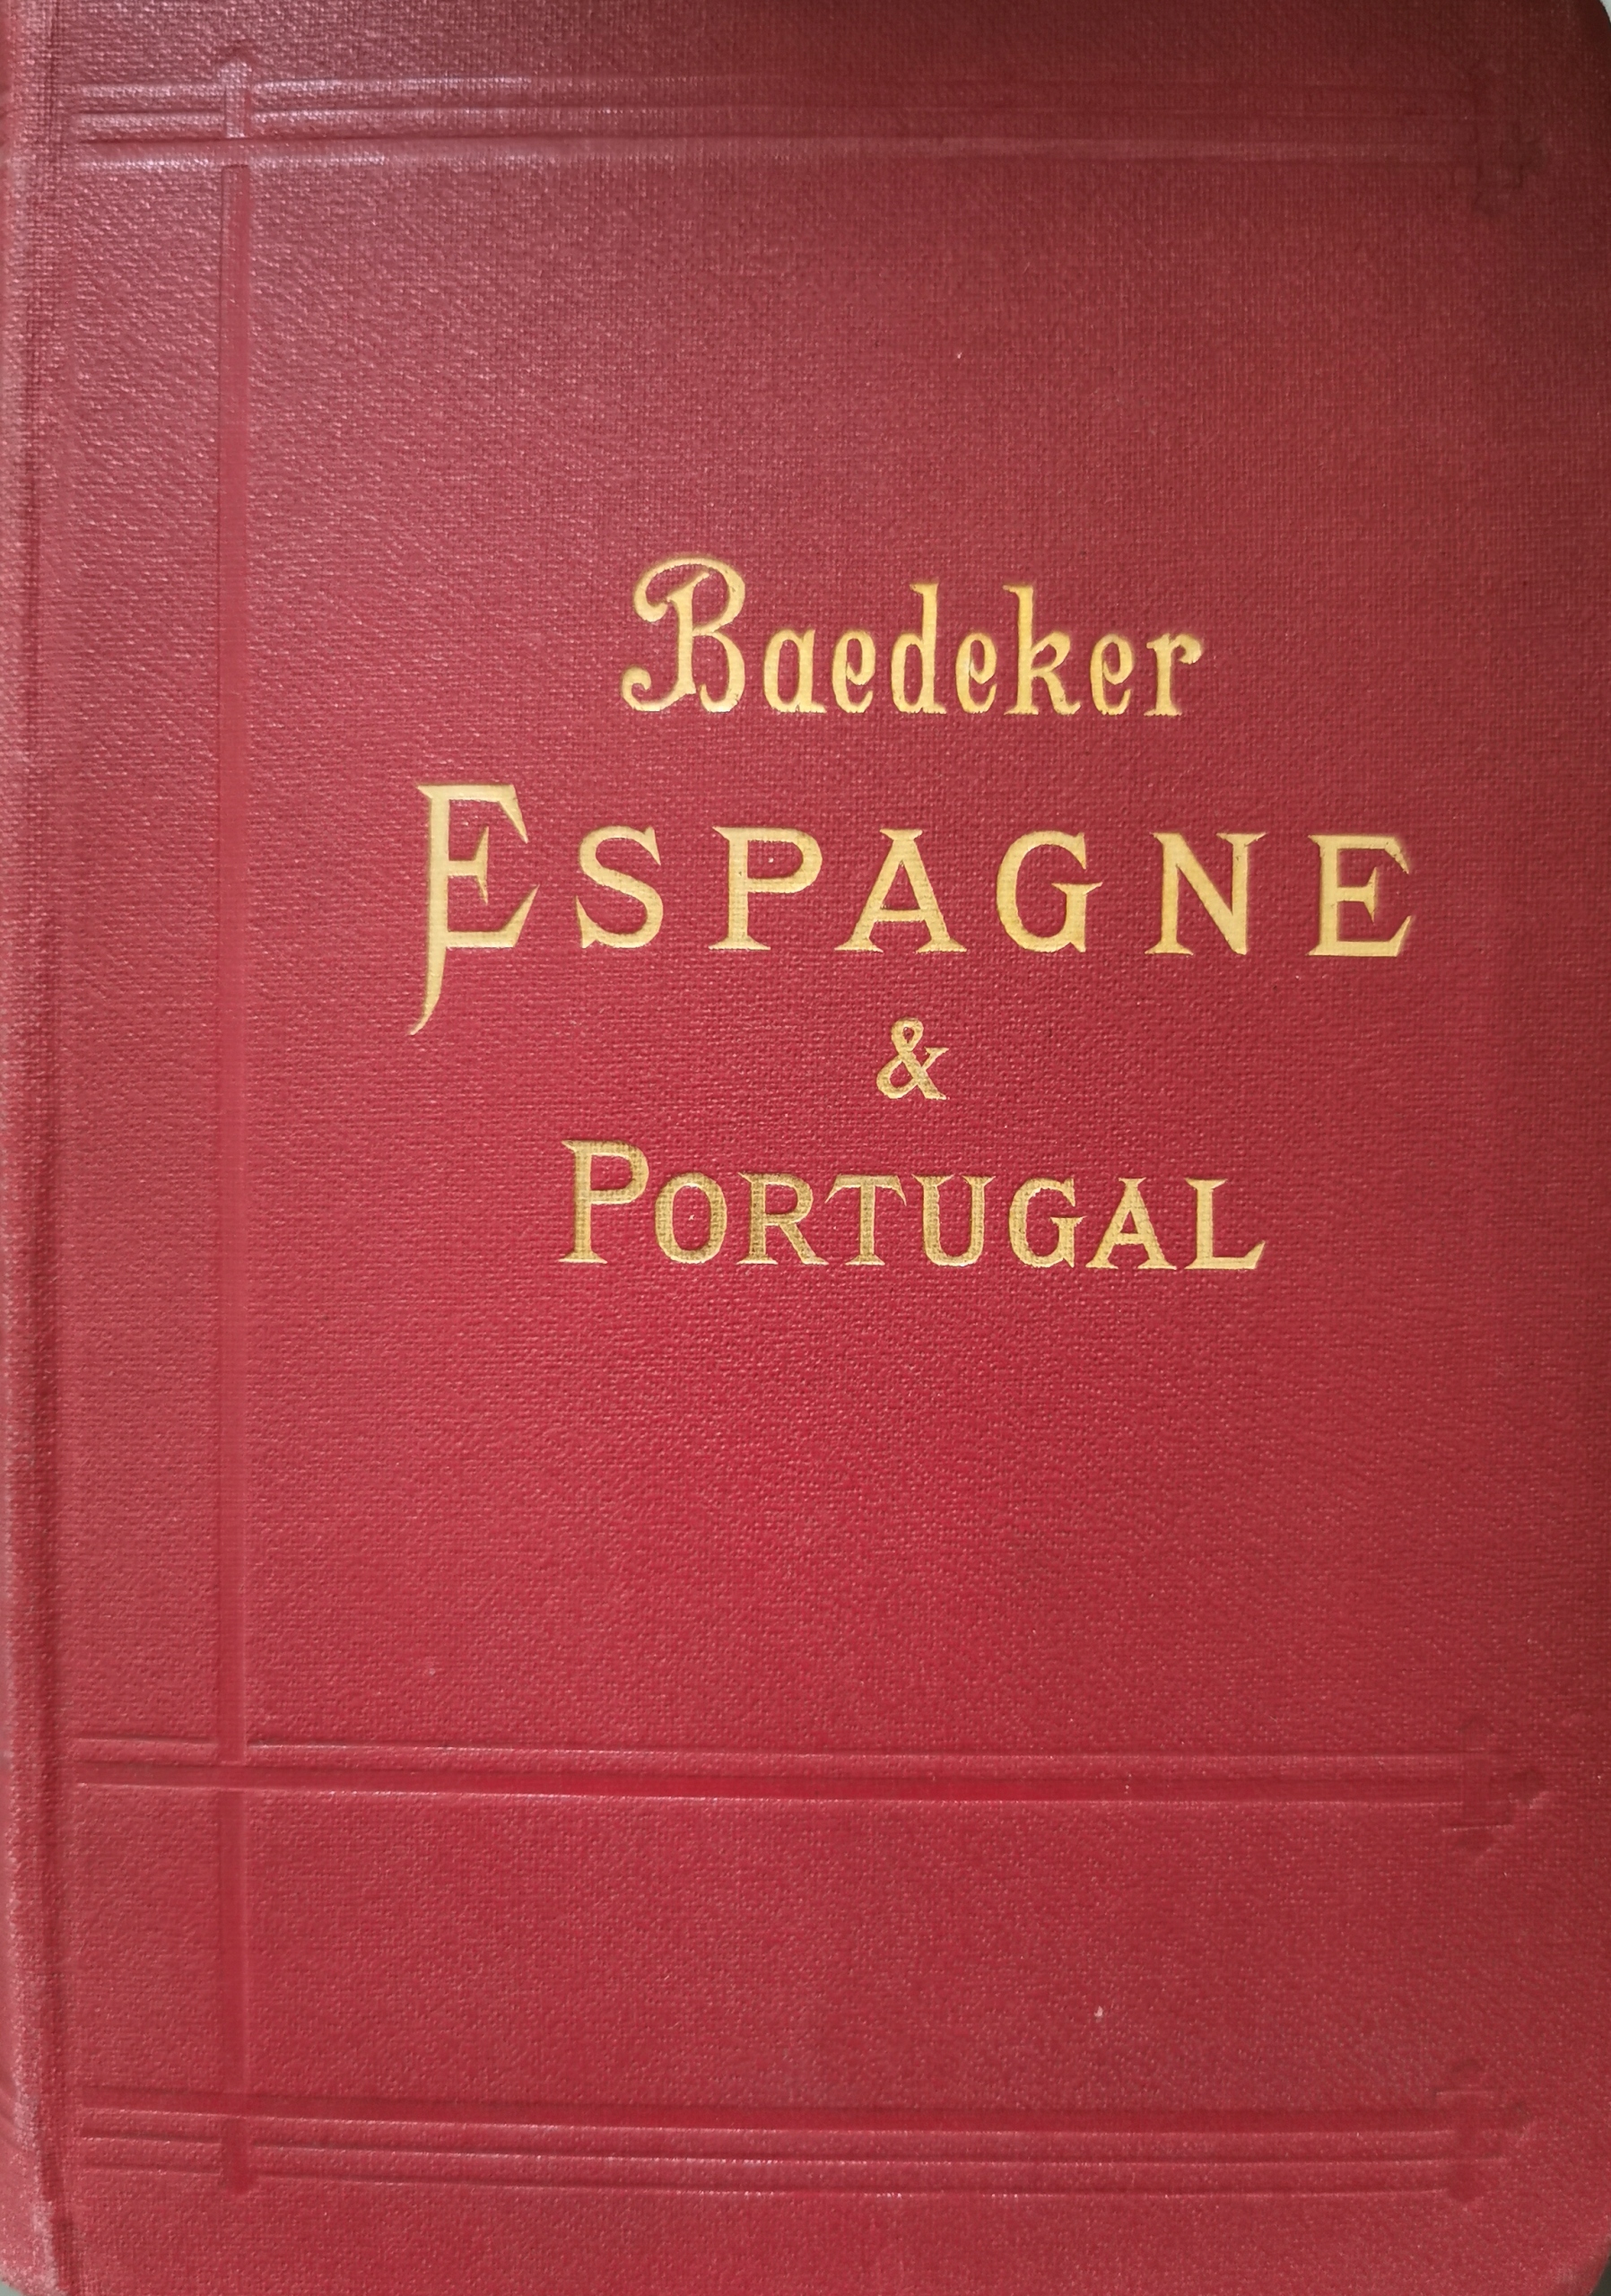 Baedeker
ESPAGNE
&
PORTUGAL